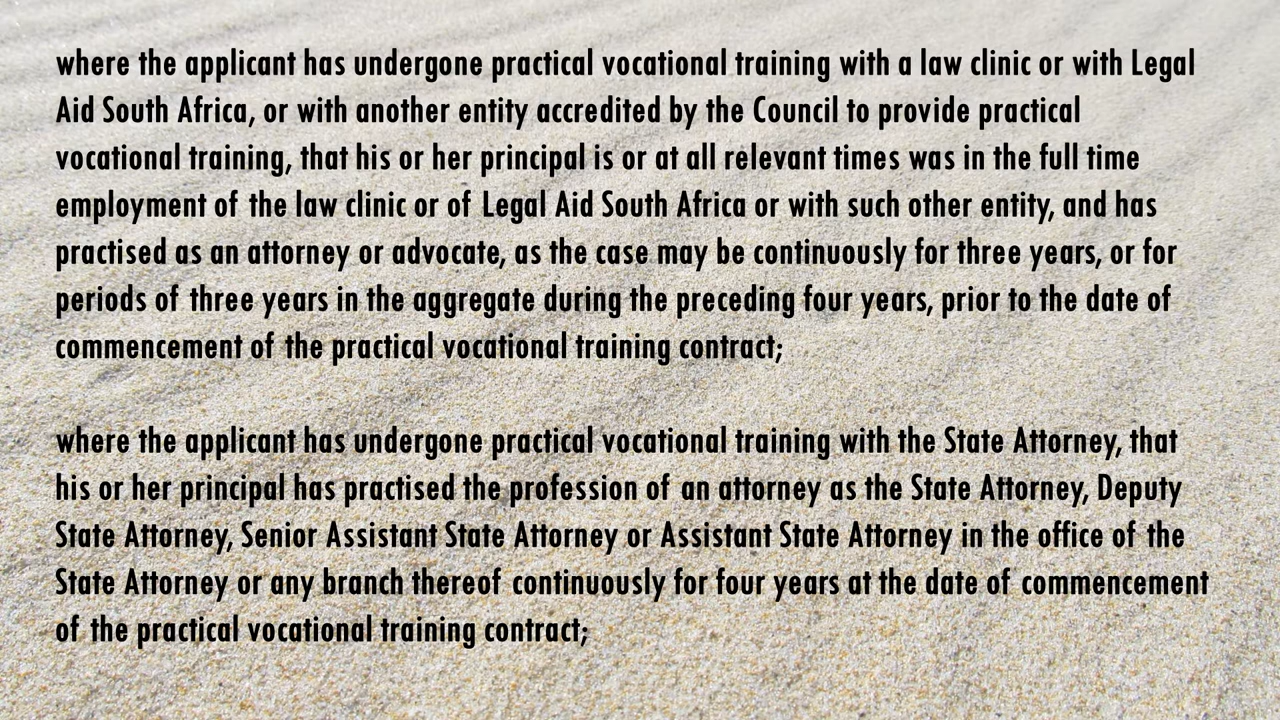 where the applicant has undergone practical vocational training with a law clinic or with Legal
Aid South Africa, or with another entity accredited by the Council to provide practical
vocational training, that his or her principal is or at all relevant times was in the full time
employment of the law clinic or of Legal Aid South Africa or with such other entity, and has
practised as an attorney or advocate, as the case may be continuously for three years, or for
periods of three years in the aggregate during the preceding four years, prior to the date of
commencement of the practical vocational training contract;
where the applicant has undergone practical vocational training with the State Attorney, that
his or her principal has practised the profession of an attorney as the State Attorney, Deputy
State Attorney, Senior Assistant State Attorney or Assistant State Attorney in the office of the
State Attorney or any branch thereof continuously for four years at the date of commencement
of the practical vocational training contract;